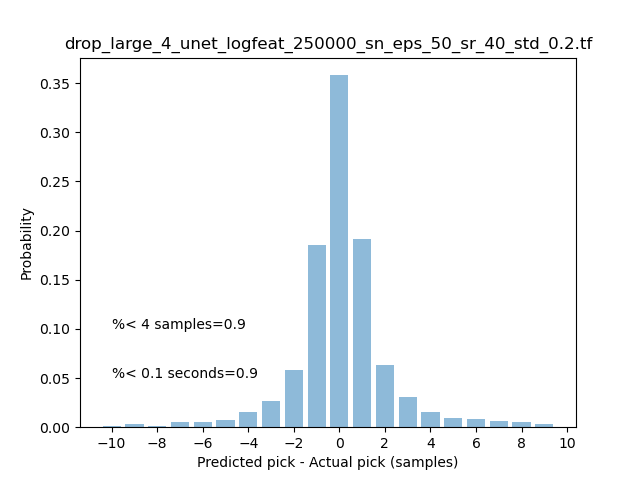 drop_large_4_unet_logfeat_250000_sn_eps_50_sr_40_std_0.2.tf
0.35
0.30
0.25
0.20
0.15
0.10
0.05
0.00
Probability
%< 4 samples=0.9
%< 0.1 seconds=0.9
−10 −8 −6 −4 −2 0 2 4 6 8 10
Predicted pick - Actual pick (samples)